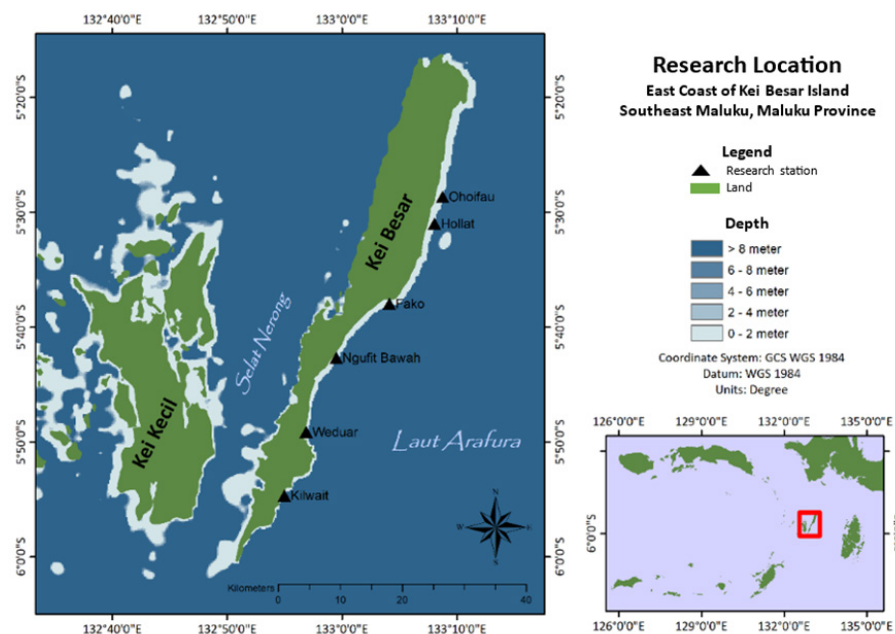 132°40'0"E 132°50'0"E 133°0'0"E 133°10'0"E
5°20'0"S
5°30'0"S
5°40'0"S
5°50'0"S
6°0'0"S
Ohoifau
Hollat
Kei Besar
Fako
Selat Nerong
Ngufit Bawah
Kei Kecil
Weduar
Laut Arafura
Kilwait
N
W E
S
Kilometers
0 10 20 40
5°20'0"S
5°30'0"S
5°40'0"S
5°50'0"S
6°0'0"S
132°40'0"E 132°50'0"E 133°0'0"E 133°10'0"E
Research Location
East Coast of Kei Besar Island
Southeast Maluku, Maluku Province
Legend
Research station
Land
Depth
> 8 meter
6 - 8 meter
4 - 6 meter
2 - 4 meter
0 - 2 meter
Coordinate System: GCS WGS 1984
Datum: WGS 1984
Units: Degree
126°0'0"E 129°0'0"E 132°0'0"E 135°0'0"E
6°0'0"S
126°0'0"E 129°0'0"E 132°0'0"E 135°0'0"E